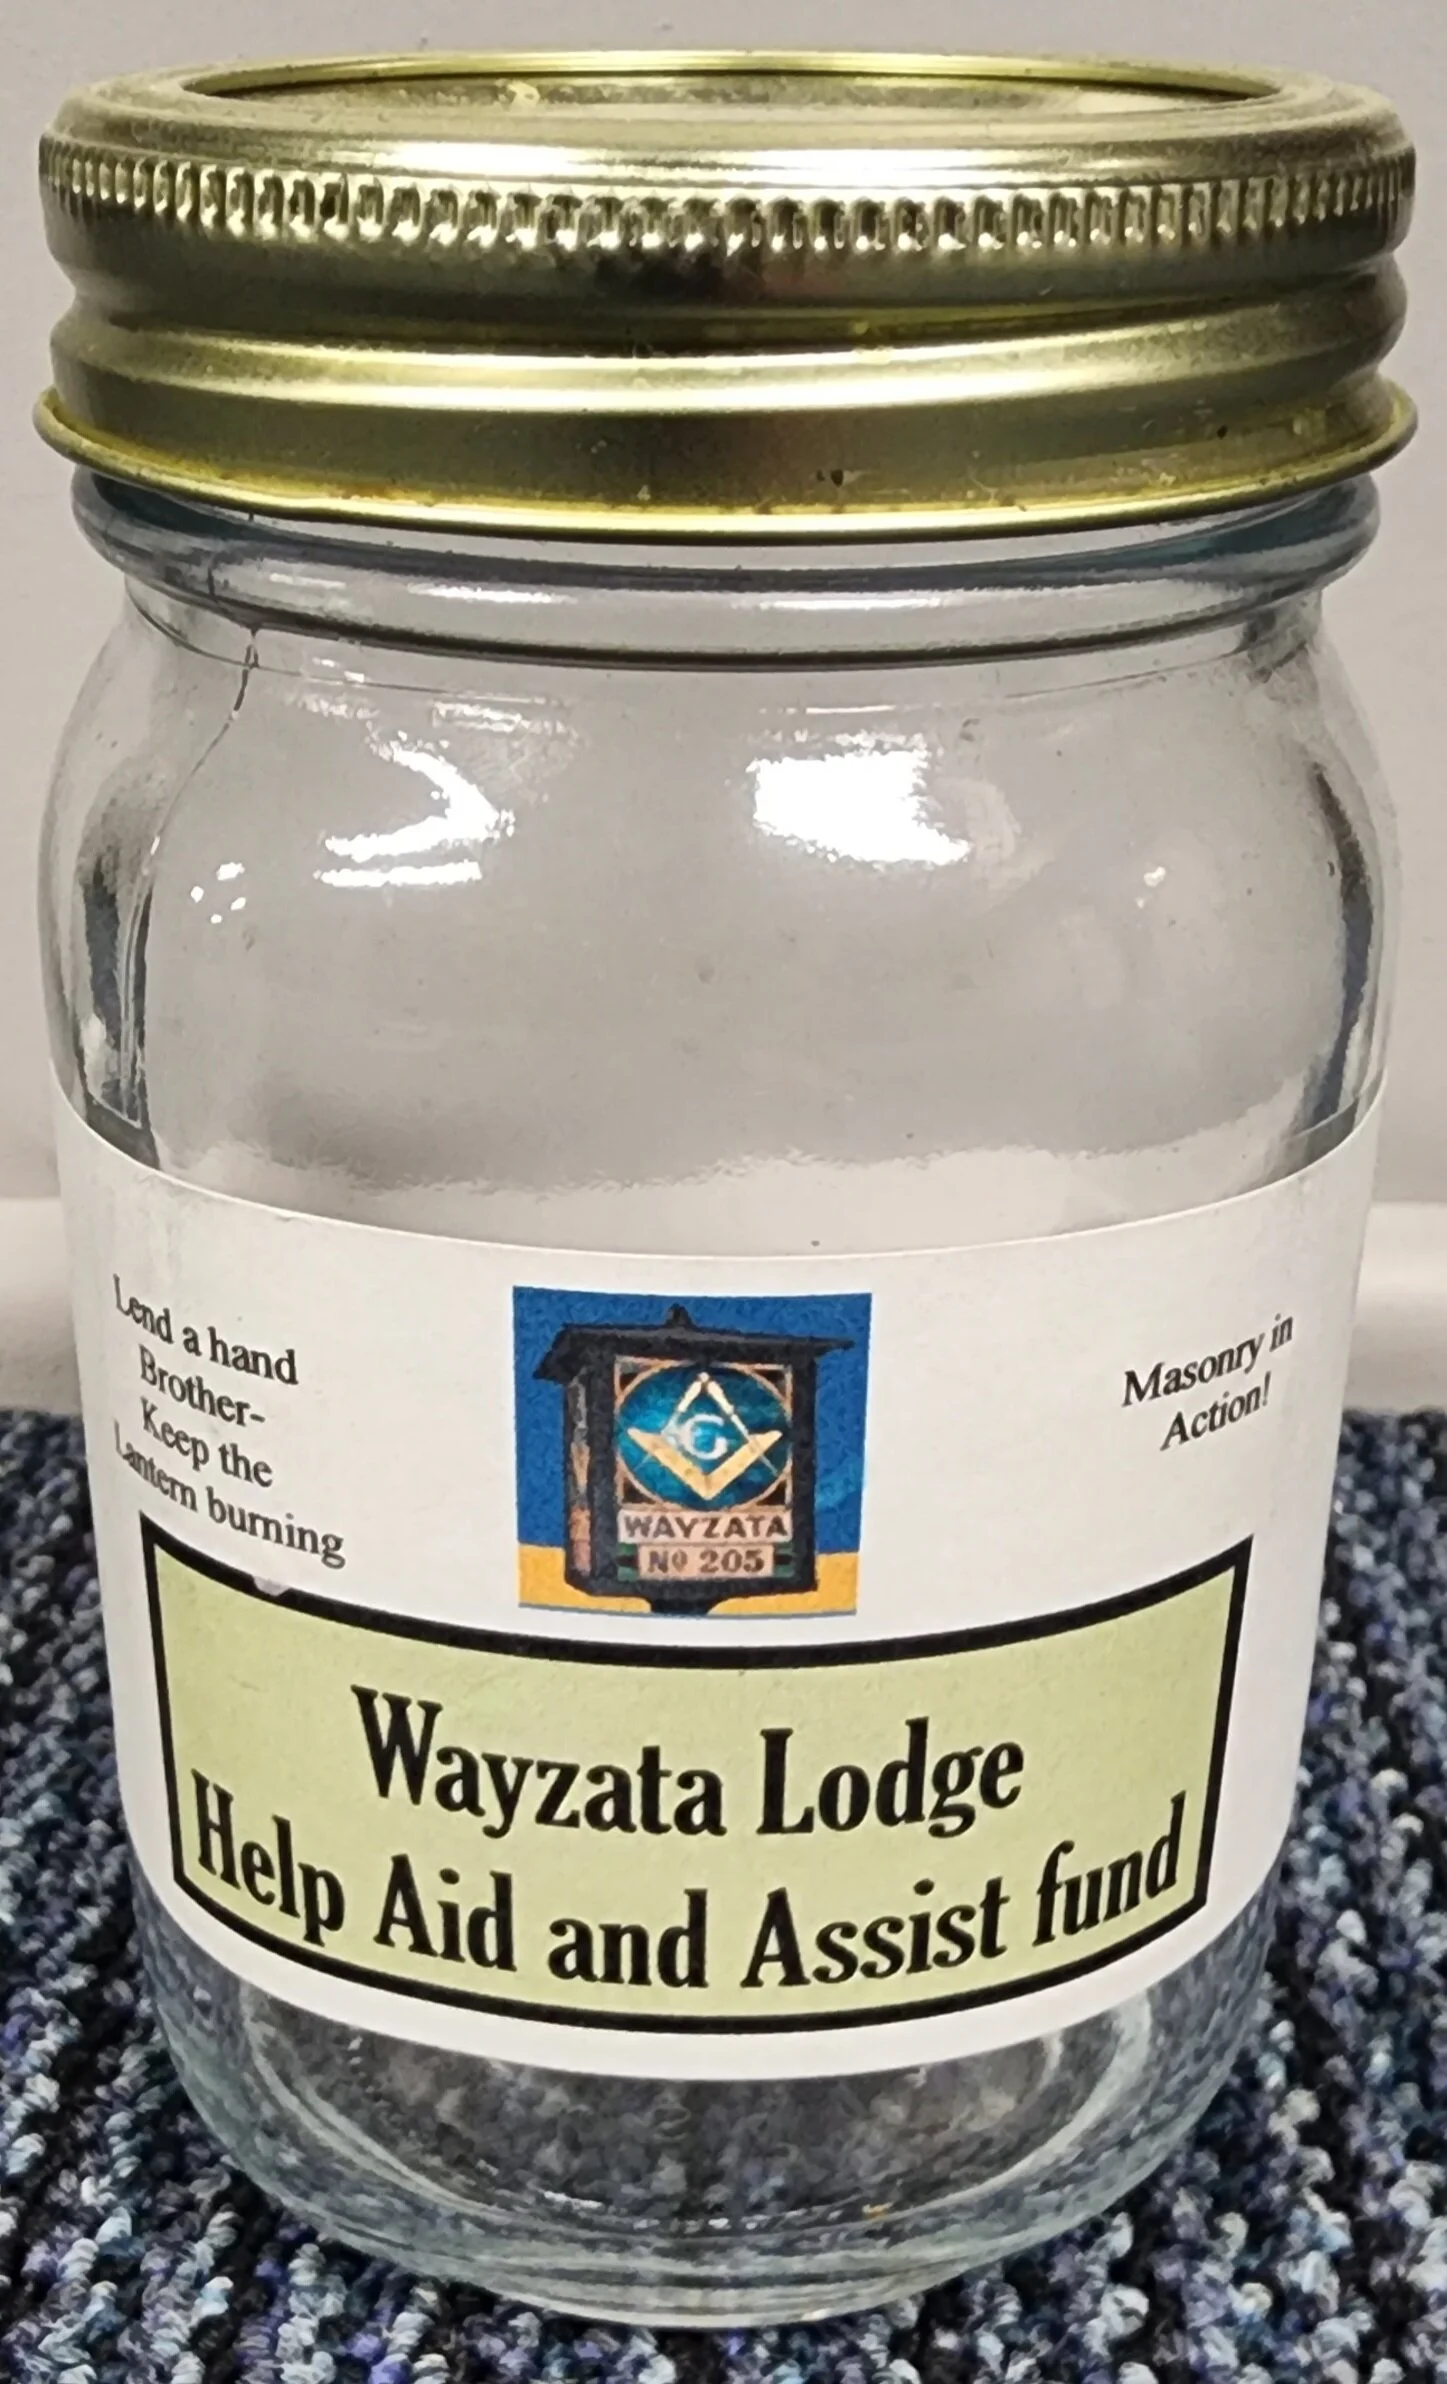 Lend a hand
Brother-
Keep the
Lantern burning
G
WAYZATA
Nº 205
Masonry in
Action!
Wayzata Lodge
Help Aid and Assist fund